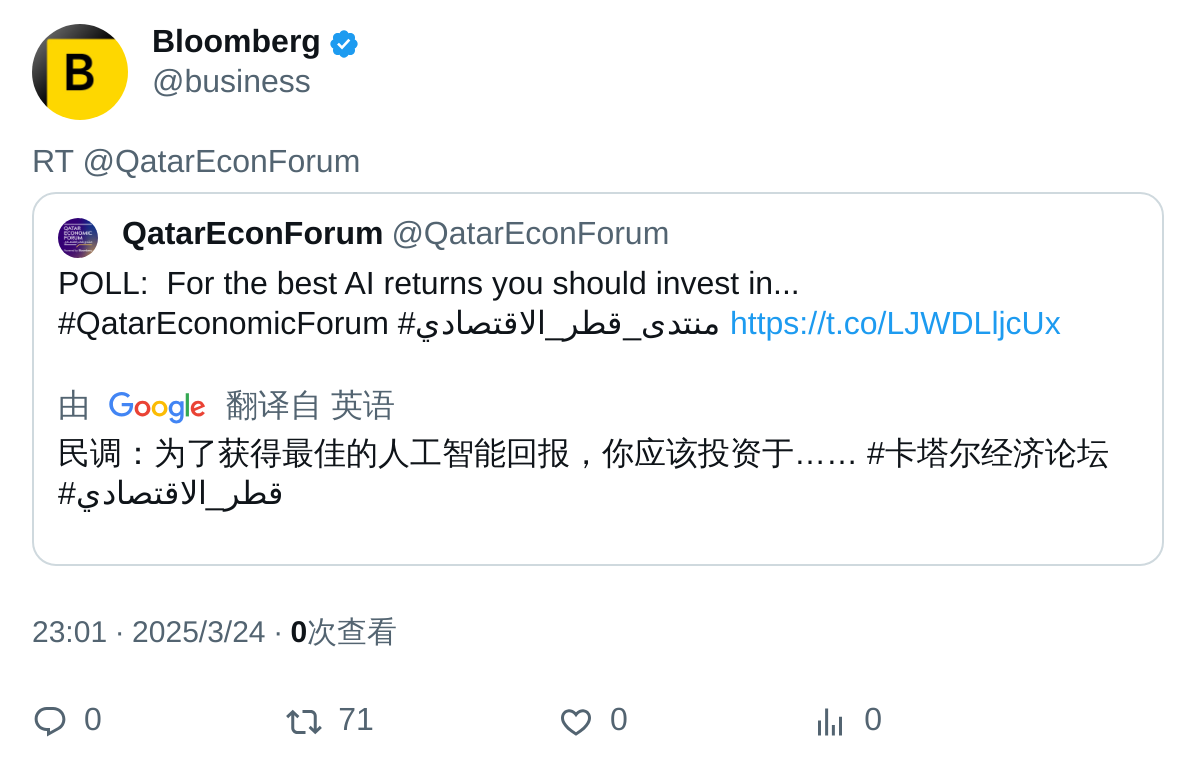 B
Bloomberg
@business
RT @QatarEconForum
QATAR
ECONOMIC
FORUM
QatarEconForum @QatarEconForum
POLL:  For the best AI returns you should invest in...
#QatarEconomicForum #منتدى_قطر_الاقتصادي https://t.co/LJWDLljcUx
由 Google 翻译自 英语
民调：为了获得最佳的人工智能回报，你应该投资于…… #卡塔尔经济论坛
#قطر_الاقتصادي
23:01 · 2025/3/24 · 0次查看
0 71 0 0